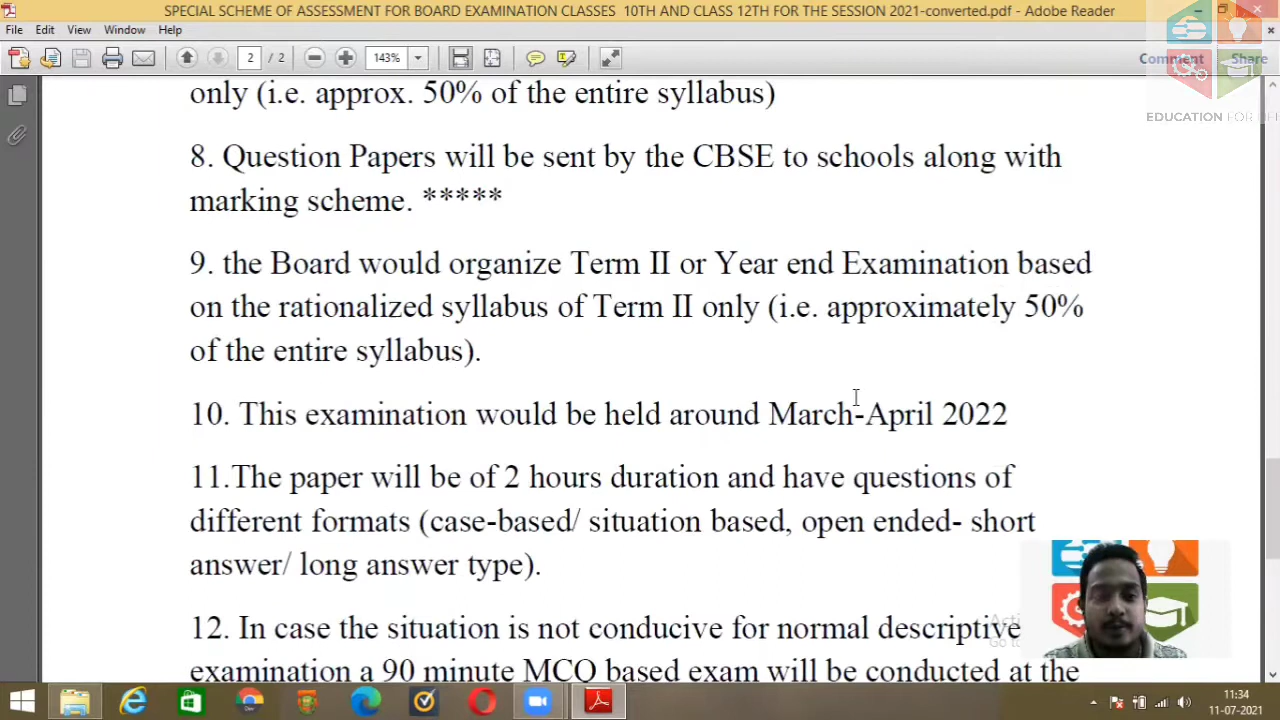 SPECIAL SCHEME OF ASSESSMENT FOR BOARD EXAMINATION CLASSES 10TH AND CLASS 12TH FOR THE SESSION 2021-converted.pdf - Adobe Reader
File Edit View Window Help
2 / 2 143% Comment Share
EDUCATION FOR
only (i.e. approx. 50% of the entire syllabus)
8. Question Papers will be sent by the CBSE to schools along with
marking scheme. *****
9. the Board would organize Term II or Year end Examination based
on the rationalized syllabus of Term II only (i.e. approximately 50%
of the entire syllabus).
10. This examination would be held around March-April 2022
11.The paper will be of 2 hours duration and have questions of
different formats (case-based/ situation based, open ended- short
answer/ long answer type).
12. In case the situation is not conducive for normal descriptive
examination a 90 minute MCQ based exam will be conducted at the
11:34
11-07-2021